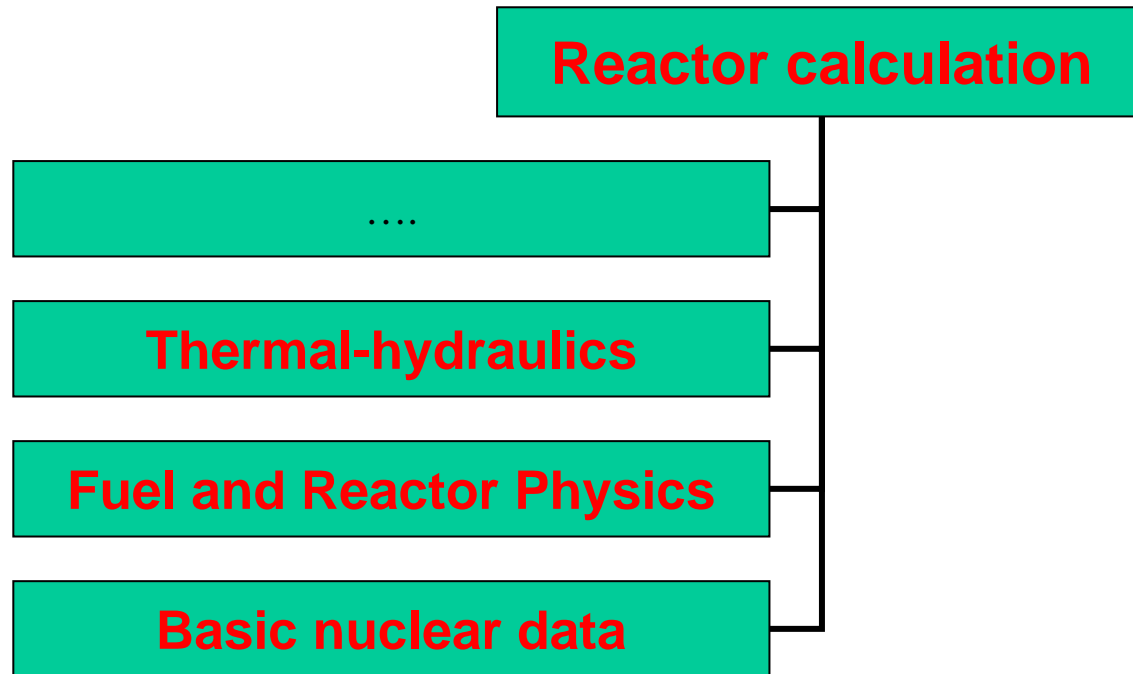 Reactor calculation
....
Thermal-hydraulics
Fuel and Reactor Physics
Basic nuclear data